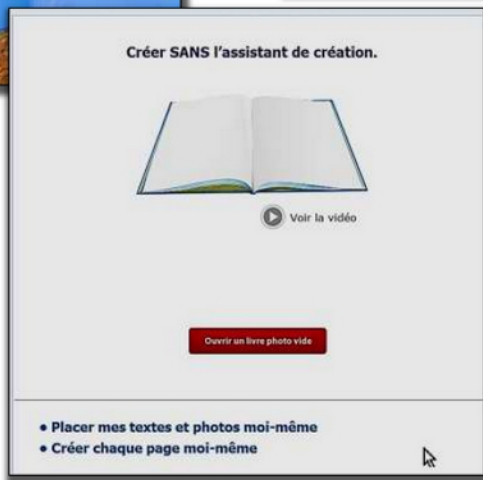 Créer SANS l'assistant de création.
Voir la vidéo
Ouvrir un livre photo vide
• Placer mes textes et photos moi-même
• Créer chaque page moi-même